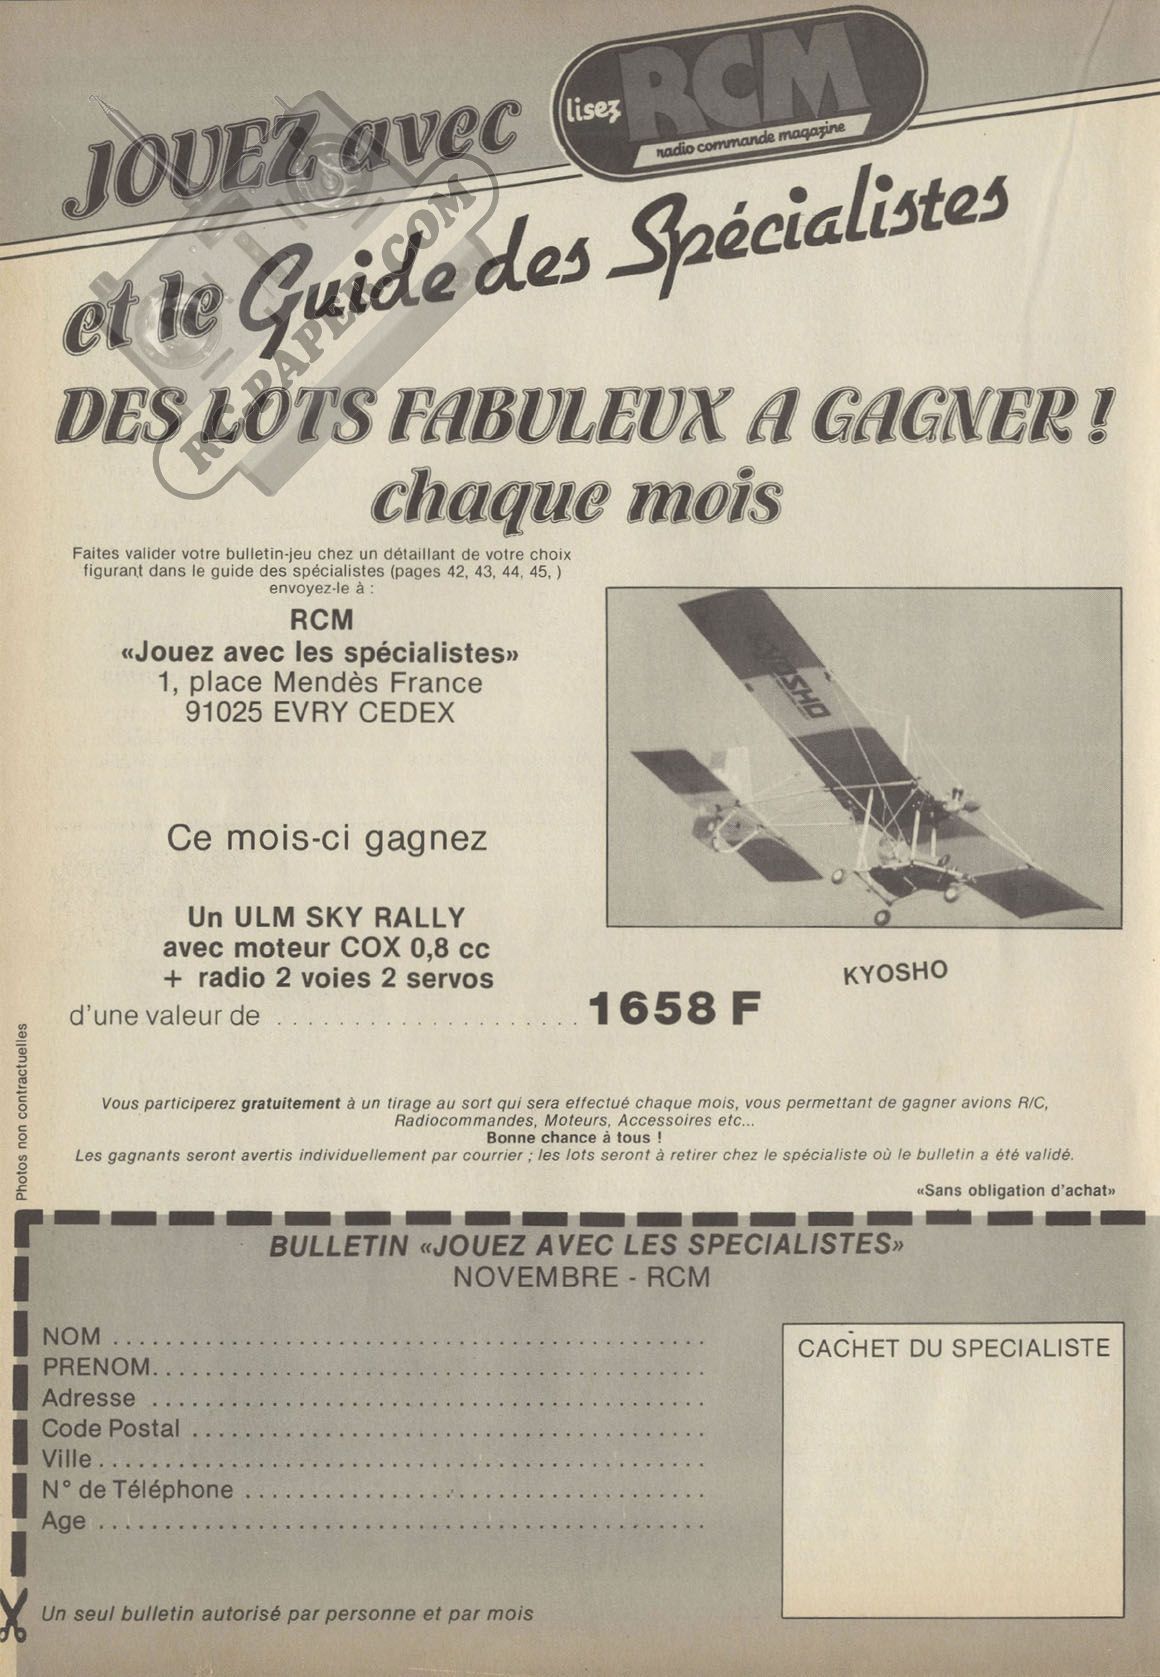 JOUEZ avec
lisez RCM
radio commande magazine
et le Guide des Spécialistes
RC-PAPER.COM
DES LOTS FABULEUX A GAGNER !
chaque mois
Faites valider votre bulletin-jeu chez un détaillant de votre choix
figurant dans le guide des spécialistes (pages 42, 43, 44, 45, )
envoyez-le à :
RCM
«Jouez avec les spécialistes»
1, place Mendès France
91025 EVRY CEDEX
KYOSHO
Ce mois-ci gagnez
Un ULM SKY RALLY
avec moteur COX 0,8 cc
+ radio 2 voies 2 servos
d'une valeur de .................... 1658 F
KYOSHO
Photos non contractuelles
Vous participerez gratuitement à un tirage au sort qui sera effectué chaque mois, vous permettant de gagner avions R/C,
Radiocommandes, Moteurs, Accessoires etc...
Bonne chance à tous !
Les gagnants seront avertis individuellement par courrier ; les lots seront à retirer chez le spécialiste où le bulletin a été validé.
«Sans obligation d'achat»
BULLETIN «JOUEZ AVEC LES SPECIALISTES»
NOVEMBRE - RCM
NOM ..............................................
PRENOM...........................................
Adresse ...........................................
Code Postal ........................................
Ville...............................................
N° de Téléphone ....................................
Age ...............................................
CACHET DU SPECIALISTE
Un seul bulletin autorisé par personne et par mois